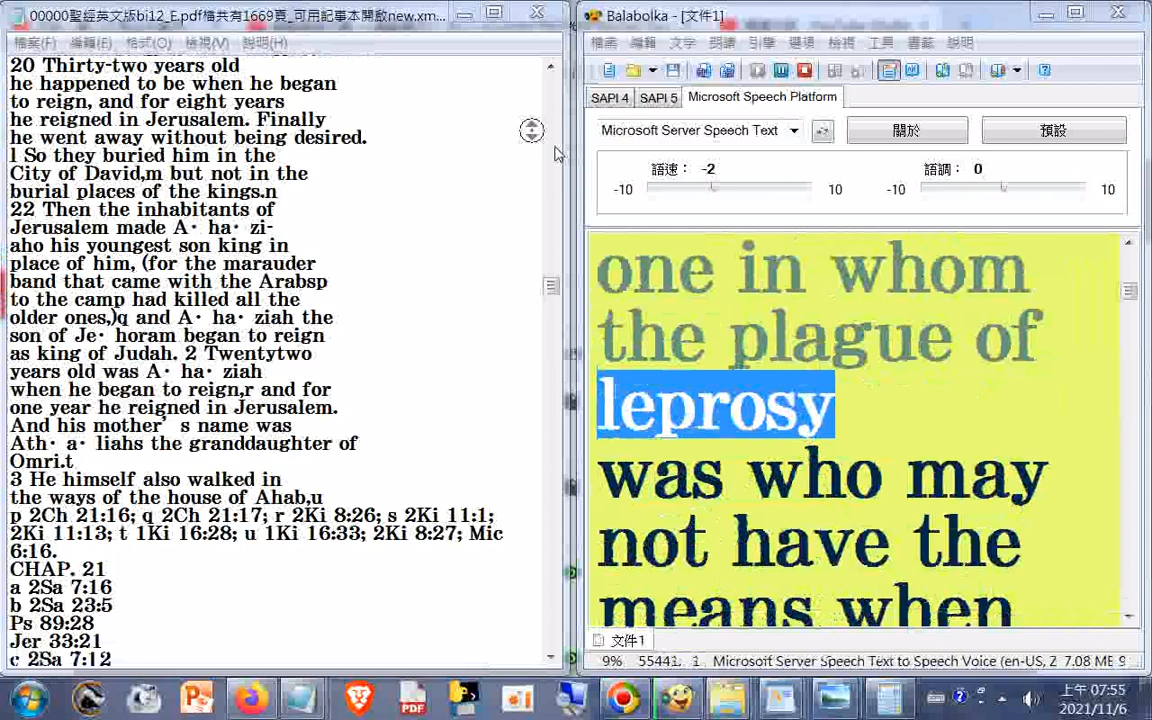 00000聖經英文版bi12_E.pdf檔共有1669頁_可用記事本開啟new.xm...
檔案(F) 編輯(E) 格式(O) 檢視(V) 說明(H)
20 Thirty-two years old
he happened to be when he began
to reign, and for eight years
he reigned in Jerusalem. Finally
he went away without being desired.
l So they buried him in the
City of David,m but not in the
burial places of the kings.n
22 Then the inhabitants of
Jerusalem made A· ha· zi-
aho his youngest son king in
place of him, (for the marauder
band that came with the Arabsp
to the camp had killed all the
older ones,)q and A· ha· ziah the
son of Je· horam began to reign
as king of Judah. 2 Twentytwo
years old was A· ha· ziah
when he began to reign,r and for
one year he reigned in Jerusalem.
And his mother’s name was
Ath· a· liahs the granddaughter of
Omri.t
3 He himself also walked in
the ways of the house of Ahab,u
p 2Ch 21:16; q 2Ch 21:17; r 2Ki 8:26; s 2Ki 11:1;
2Ki 11:13; t 1Ki 16:28; u 1Ki 16:33; 2Ki 8:27; Mic
6:16.
CHAP. 21
a 2Sa 7:16
b 2Sa 23:5
Ps 89:28
Jer 33:21
c 2Sa 7:12
Balabolka - [文件1]
檔案 編輯 文字 朗讀 引擎 選項 檢視 工具 書籤 說明
SAPI 4 SAPI 5 Microsoft Speech Platform
Microsoft Server Speech Text 關於 預設
語速: -2 語調: 0
-10 10 -10 10
one in whom
the plague of
leprosy
was who may
not have the
means when
文件1
9% 55441. 1 Microsoft Server Speech Text to Speech Voice (en-US, Z 7.08 MB 9
PDF
上午 07:55
2021/11/6